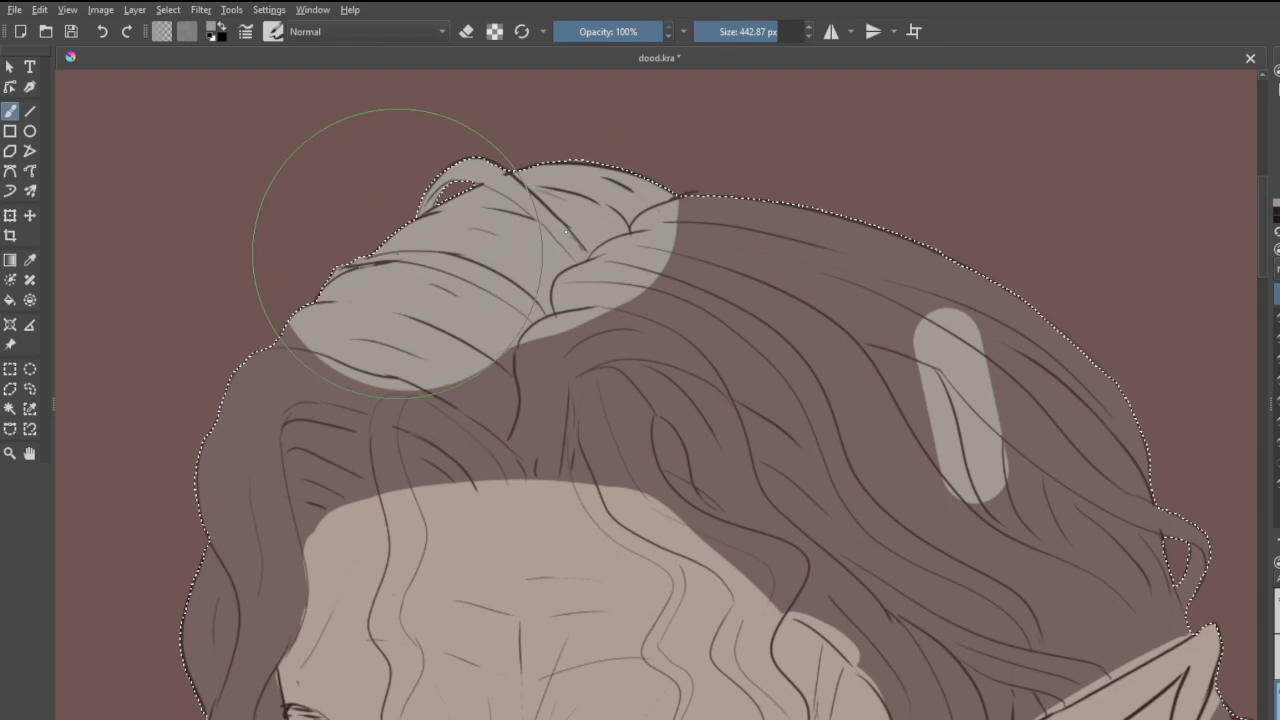 File Edit View Image Layer Select Filter Tools Settings Window Help
Normal Opacity: 100% Size: 442.87 px
dood.kra *